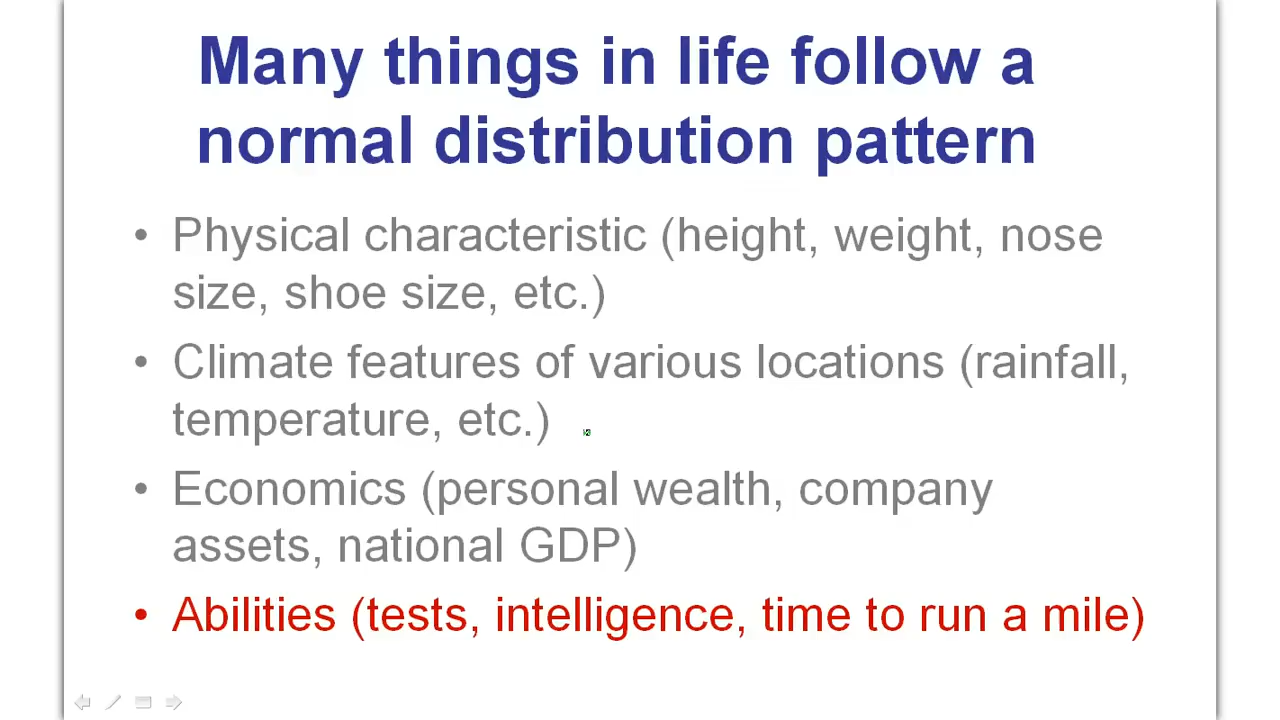 Many things in life follow a
normal distribution pattern
• Physical characteristic (height, weight, nose
size, shoe size, etc.)
• Climate features of various locations (rainfall,
temperature, etc.)
• Economics (personal wealth, company
assets, national GDP)
• Abilities (tests, intelligence, time to run a mile)